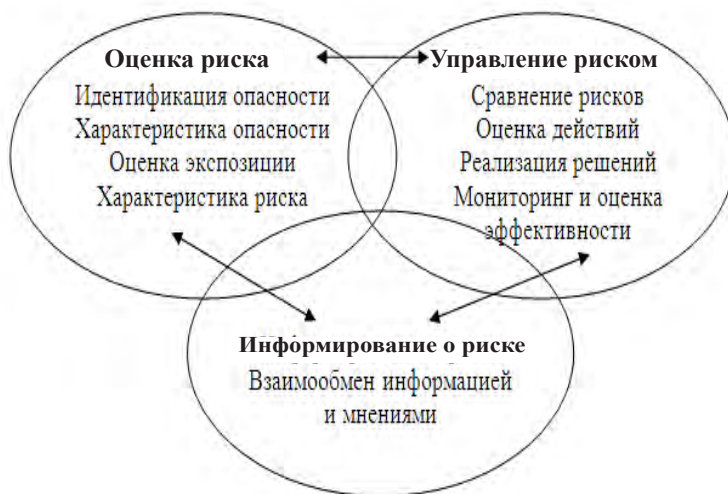 Оценка риска
Идентификация опасности
Характеристика опасности
Оценка экспозиции
Характеристика риска
Управление риском
Сравнение рисков
Оценка действий
Реализация решений
Мониторинг и оценка
эффективности
Информирование о риске
Взаимообмен информацией
и мнениями